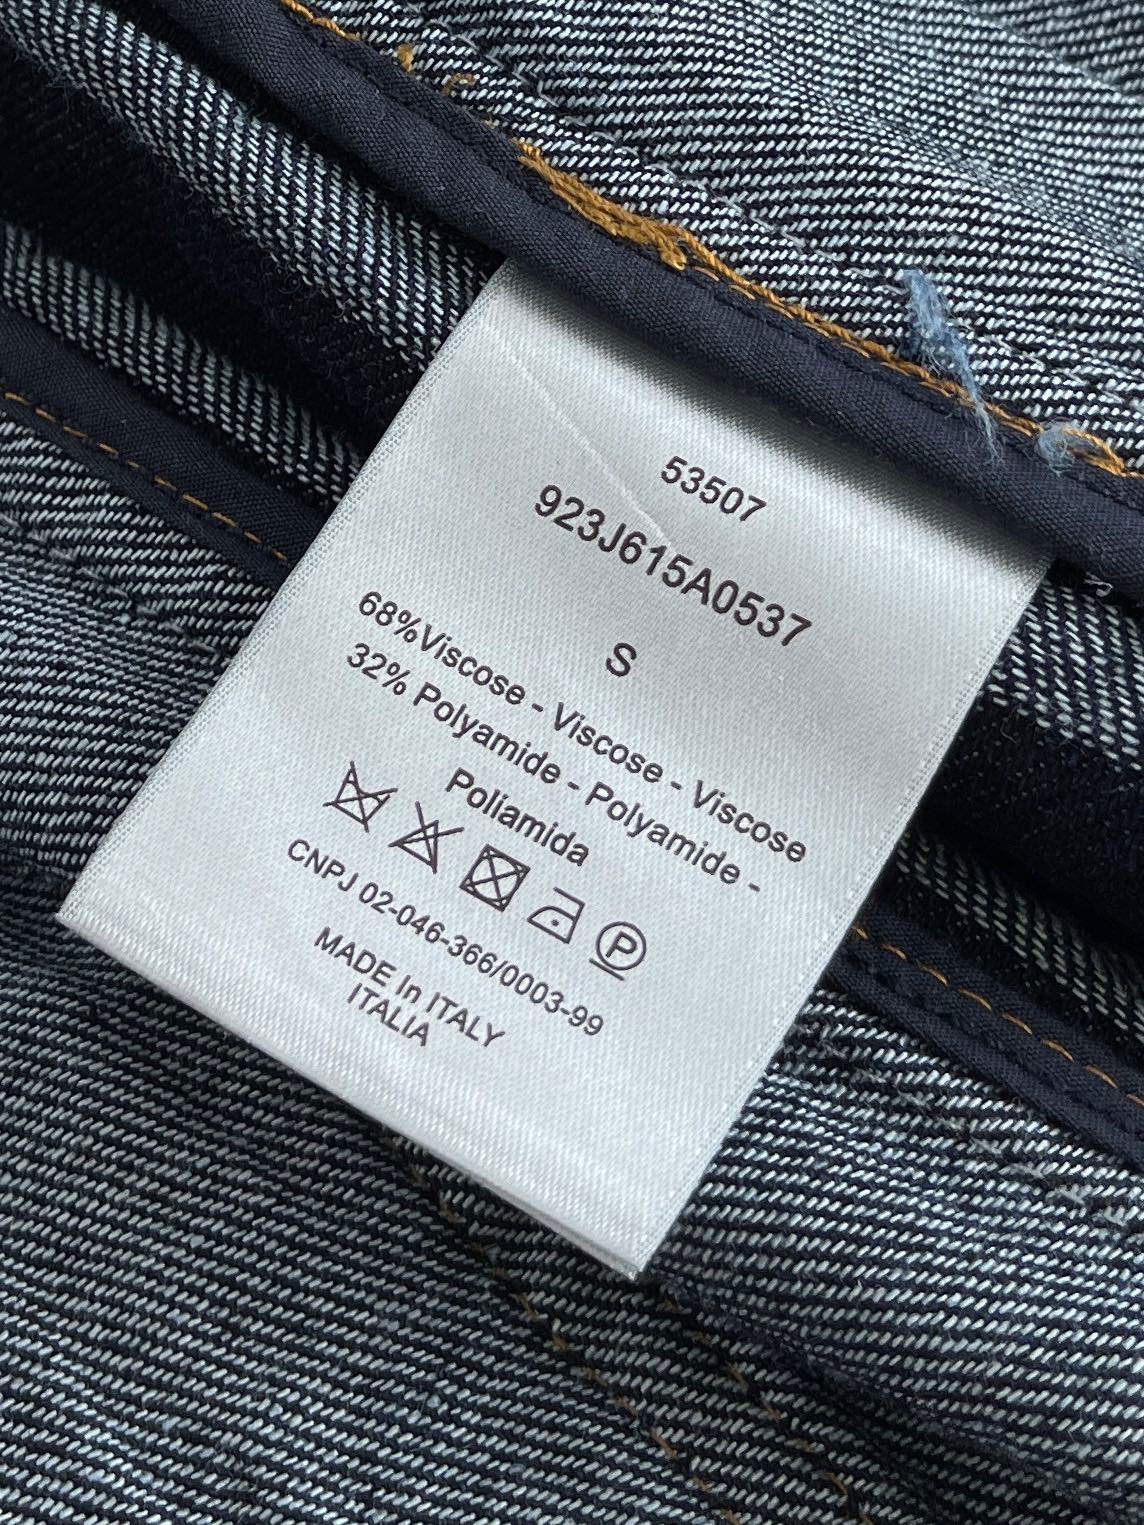 53507
923J615A0537
S
68%Viscose - Viscose - Viscose
32% Polyamide - Polyamide -
Poliamida
P
CNPJ 02-046-366/0003-99
MADE In ITALY
ITALIA